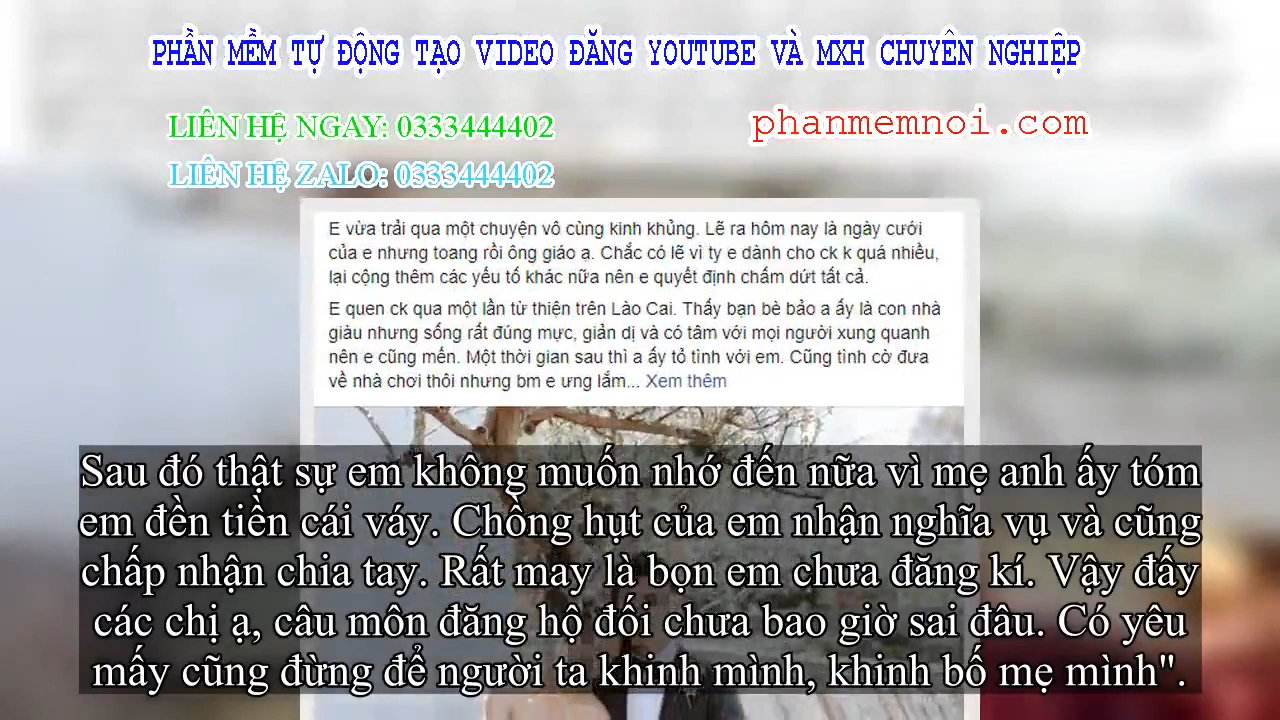 PHẦN MỀM TỰ ĐỘNG TẠO VIDEO ĐĂNG YOUTUBE VÀ MXH CHUYÊN NGHIỆP
LIÊN HỆ NGAY: 0333444402
phanmemnoi.com
LIÊN HỆ ZALO: 0333444402
E vừa trải qua một chuyện vô cùng kinh khủng. Lẽ ra hôm nay là ngày cưới
của e nhưng toang rồi ông giáo ạ. Chắc có lẽ vì ty e dành cho ck k quá nhiều,
lại cộng thêm các yếu tố khác nữa nên e quyết định chấm dứt tất cả.
E quen ck qua một lần từ thiện trên Lào Cai. Thấy bạn bè bảo a ấy là con nhà
giàu nhưng sống rất đúng mực, giản dị và có tâm với mọi người xung quanh
nên e cũng mến. Một thời gian sau thì a ấy tỏ tình với em. Cũng tình cờ đưa
về nhà chơi thôi nhưng bm e ưng lắm... Xem thêm
Sau đó thật sự em không muốn nhớ đến nữa vì mẹ anh ấy tóm
em đền tiền cái váy. Chồng hụt của em nhận nghĩa vụ và cũng
chấp nhận chia tay. Rất may là bọn em chưa đăng kí. Vậy đấy
các chị ạ, câu môn đăng hộ đối chưa bao giờ sai đâu. Có yêu
mấy cũng đừng để người ta khinh mình, khinh bố mẹ mình".